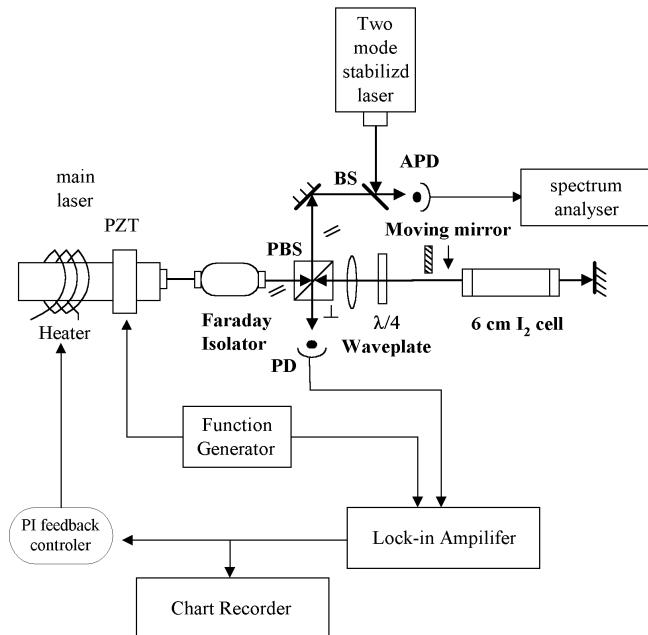 Two
mode
stabilizd
laser
main
laser
PZT
BS
APD
spectrum
analyser
//
Moving mirror
PBS
Heater
Faraday
Isolator
//
⊥
λ/4
Waveplate
6 cm I₂ cell
PD
Function
Generator
PI feedback
controler
Lock-in Ampilifer
Chart Recorder